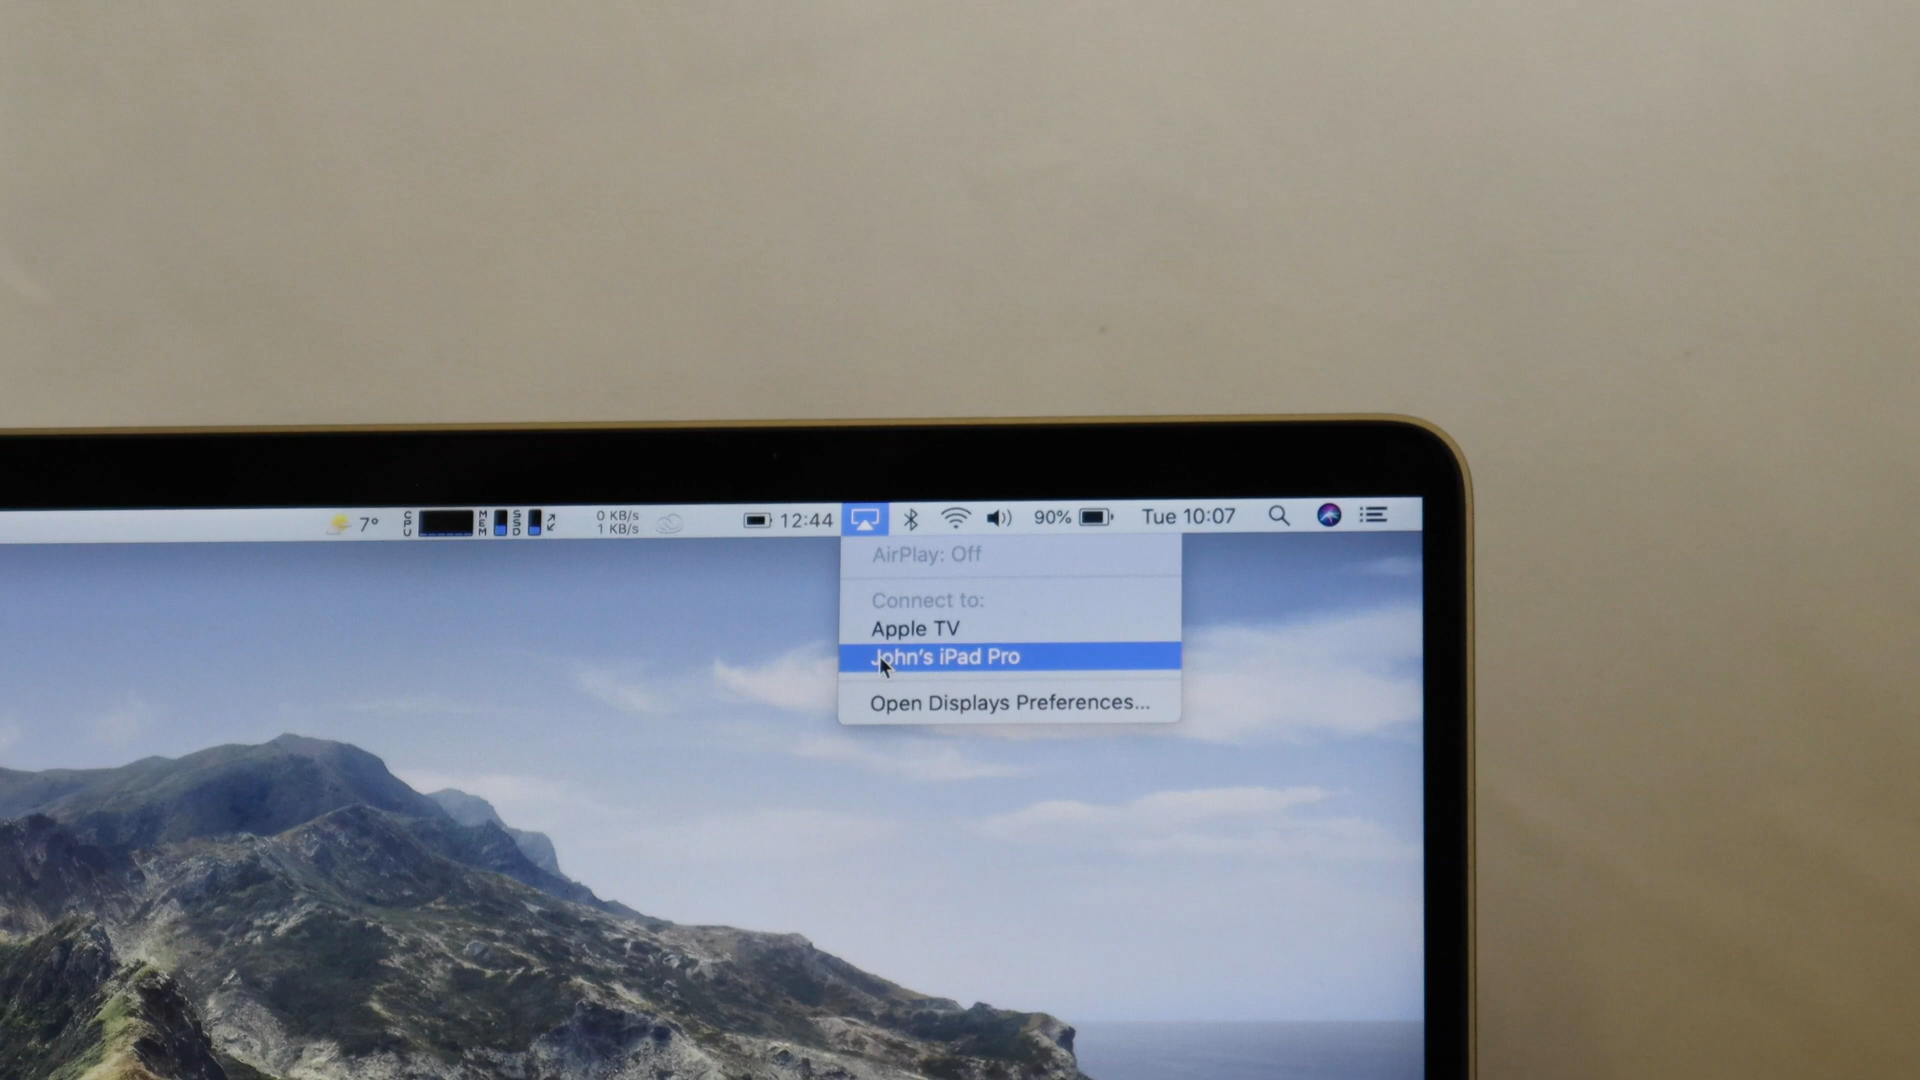 7° CPU MEM SSD 0 KB/s 12:44 90% Tue 10:07
1 KB/s
AirPlay: Off
Connect to:
Apple TV
John's iPad Pro
Open Displays Preferences...